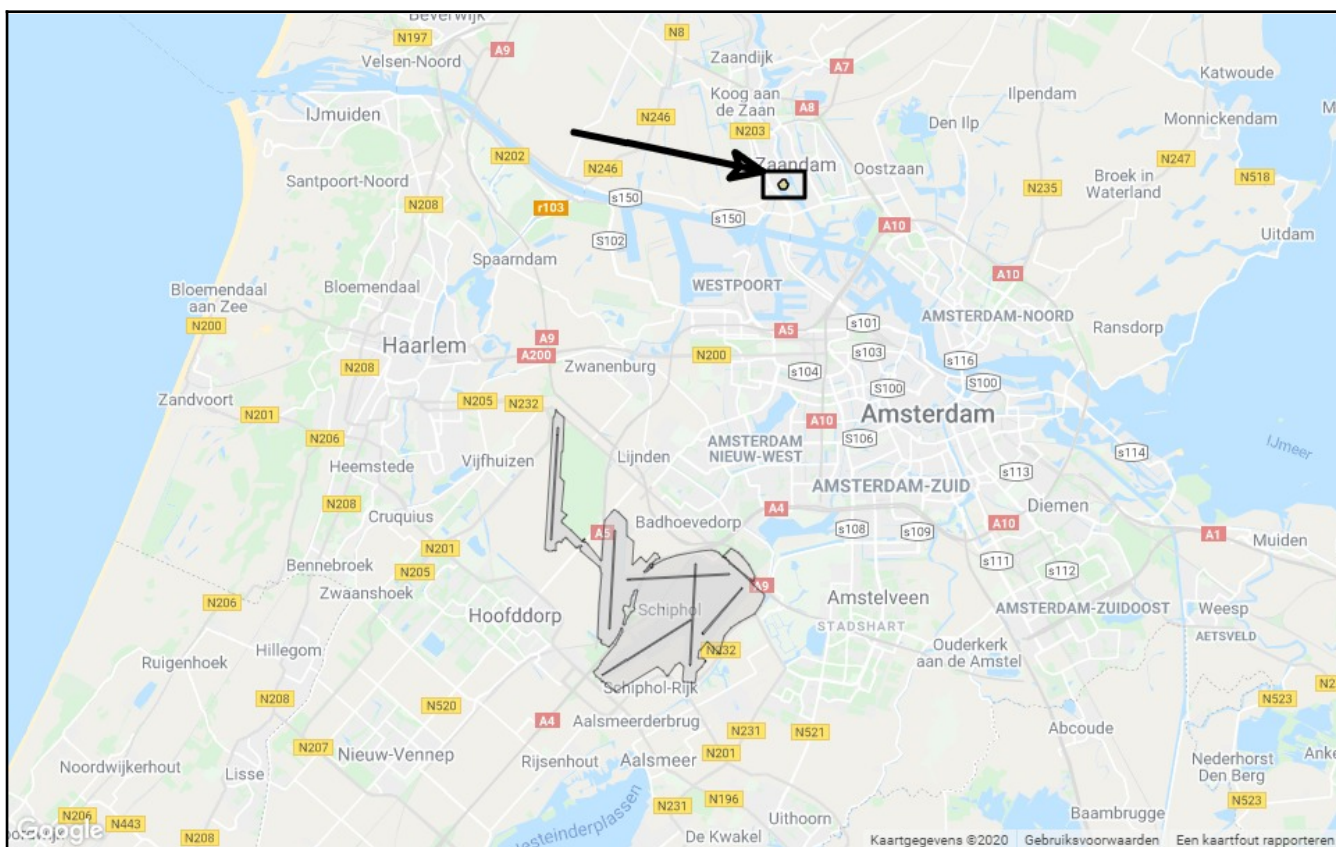 Beverwijk
N197
N8
A9
Zaandijk
A7
Velsen-Noord
Katwoude
Koog aan
de Zaan
A8
Ilpendam
IJmuiden
N246
Den Ilp
Monnickendam
N203
N202
Zaandam
N246
Oostzaan
N247
Santpoort-Noord
Broek in
Waterland
N518
N235
s150
N208
r103
s150
A10
Uitdam
S102
Spaarndam
A10
Bloemendaal
aan Zee
Bloemendaal
WESTPOORT
N200
s101
AMSTERDAM-NOORD
A5
Ransdorp
A9
Haarlem
A200
N200
s103
s116
Zwanenburg
N208
s104
S100
S100
Zandvoort
N205
N232
N201
Amsterdam
A10
N206
S106
AMSTERDAM
NIEUW-WEST
IJmeer
s114
Heemstede
Vijfhuizen
Lijnden
s113
AMSTERDAM-ZUID
N208
Diemen
A4
Cruquius
Badhoevedorp
A10
s108
s109
A5
A1
Muiden
N201
s111
Bennebroek
N205
s112
A9
Zwaanshoek
N206
Amstelveen
Schiphol
Hoofddorp
AMSTERDAM-ZUIDOOST
Weesp
STADSHART
AETSVELD
Hillegom
N232
Ouderkerk
aan de Amstel
Ruigenhoek
Schiphol-Rijk
N208
N520
N523
A4
Aalsmeerderbrug
Abcoude
N231
N521
N207
Nieuw-Vennep
N201
Rijsenhout
Aalsmeer
Noordwijkerhout
Lisse
Nederhorst
Den Berg
N196
N231
N523
N206
N443
N208
Uithoorn
Baambrugge
De Kwakel
Google
Kaartgegevens ©2020 Gebruiksvoorwaarden Een kaartfout rapporteren